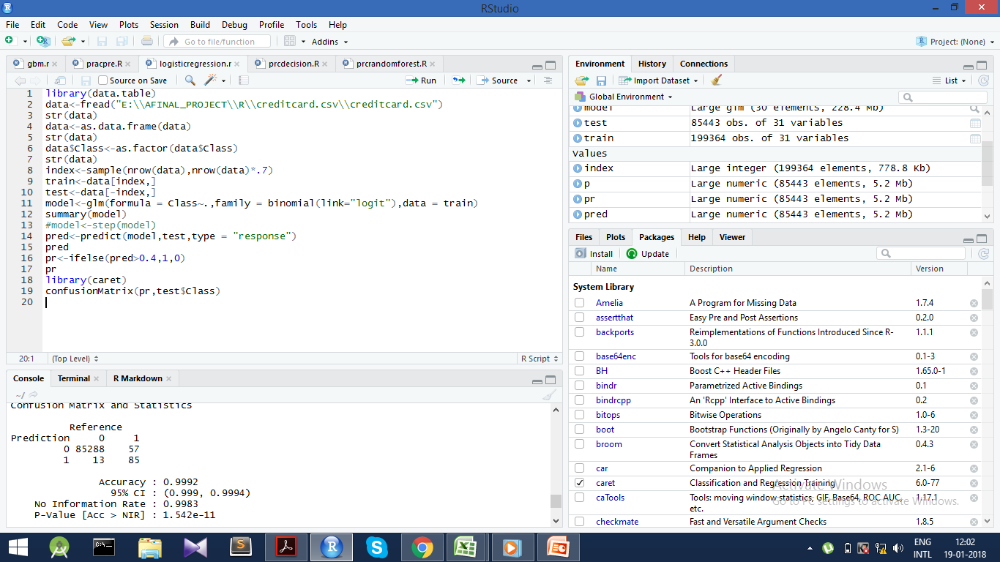 RStudio
File Edit Code View Plots Session Build Debug Profile Tools Help
Go to file/function Addins Project: (None)
gbm.r pracpre.R logisticregression.r prcdecision.R prcrandomforest.R
Source on Save Run Source
1 library(data.table)
2 data<-fread("E:\\AFINAL_PROJECT\\R\\creditcard.csv\\creditcard.csv")
3 str(data)
4 data<-as.data.frame(data)
5 str(data)
6 data$Class<-as.factor(data$Class)
7 str(data)
8 index<-sample(nrow(data),nrow(data)*.7)
9 train<-data[index,]
10 test<-data[-index,]
11 model<-glm(formula = Class~.,family = binomial(link="logit"),data = train)
12 summary(model)
13 #model<-step(model)
14 pred<-predict(model,test,type = "response")
15 pred
16 pr<-ifelse(pred>0.4,1,0)
17 pr
18 library(caret)
19 confusionMatrix(pr,test$Class)
20
20:1 (Top Level) R Script
Console Terminal R Markdown
~/
Confusion Matrix and Statistics
Reference
Prediction 0 1
0 85288 57
1 13 85
Accuracy : 0.9992
95% CI : (0.999, 0.9994)
No Information Rate : 0.9983
P-Value [Acc > NIR] : 1.542e-11
Environment History Connections
Import Dataset List
Global Environment
model Large glm (30 elements, 228.4 Mb)
test 85443 obs. of 31 variables
train 199364 obs. of 31 variables
Values
index Large integer (199364 elements, 778.8 Kb)
p Large numeric (85443 elements, 5.2 Mb)
pr Large numeric (85443 elements, 5.2 Mb)
pred Large numeric (85443 elements, 5.2 Mb)
Files Plots Packages Help Viewer
Install Update
Name Description Version
System Library
Amelia A Program for Missing Data 1.7.4
assertthat Easy Pre and Post Assertions 0.2.0
backports Reimplementations of Functions Introduced Since R-
3.0.0 1.1.1
base64enc Tools for base64 encoding 0.1-3
BH Boost C++ Header Files 1.65.0-1
bindr Parametrized Active Bindings 0.1
bindrcpp An 'Rcpp' Interface to Active Bindings 0.2
bitops Bitwise Operations 1.0-6
boot Bootstrap Functions (Originally by Angelo Canty for S) 1.3-20
broom Convert Statistical Analysis Objects into Tidy Data
Frames 0.4.3
car Companion to Applied Regression 2.1-6
caret Classification and Regression Training 6.0-77
caTools Tools: moving window statistics, GIF, Base64, ROC AUC,
etc. 1.17.1
checkmate Fast and Versatile Argument Checks 1.8.5
Activate Windows
Go to PC settings to activate Windows.
ENG
INTL
12:02
19-01-2018